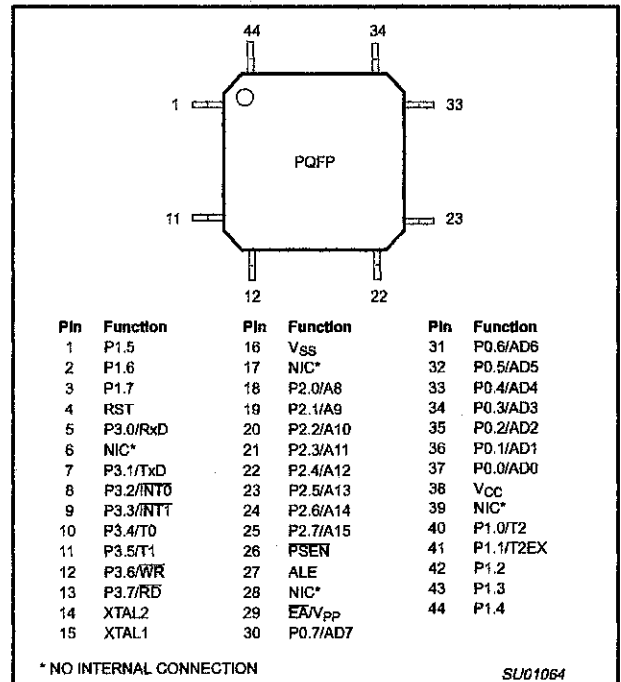 44 34
1 33
PQFP
11 23
12 22
Pin Function Pin Function Pin Function
1 P1.5 16 VSS 31 P0.6/AD6
2 P1.6 17 NIC* 32 P0.5/AD5
3 P1.7 18 P2.0/A8 33 P0.4/AD4
4 RST 19 P2.1/A9 34 P0.3/AD3
5 P3.0/RxD 20 P2.2/A10 35 P0.2/AD2
6 NIC* 21 P2.3/A11 36 P0.1/AD1
7 P3.1/TxD 22 P2.4/A12 37 P0.0/AD0
8 P3.2/I̅N̅T̅0̅ 23 P2.5/A13 38 VCC
9 P3.3/I̅N̅T̅1̅ 24 P2.6/A14 39 NIC*
10 P3.4/T0 25 P2.7/A15 40 P1.0/T2
11 P3.5/T1 26 P̅S̅E̅N̅ 41 P1.1/T2EX
12 P3.6/W̅R̅ 27 ALE 42 P1.2
13 P3.7/R̅D̅ 28 NIC* 43 P1.3
14 XTAL2 29 E̅A̅/VPP 44 P1.4
15 XTAL1 30 P0.7/AD7
* NO INTERNAL CONNECTION
SU01064